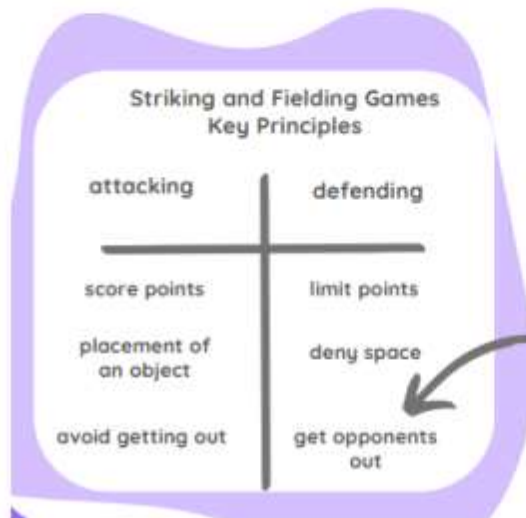 Striking and Fielding Games
Key Principles
attacking
defending
score points
limit points
placement of
an object
deny space
avoid getting out
get opponents
out